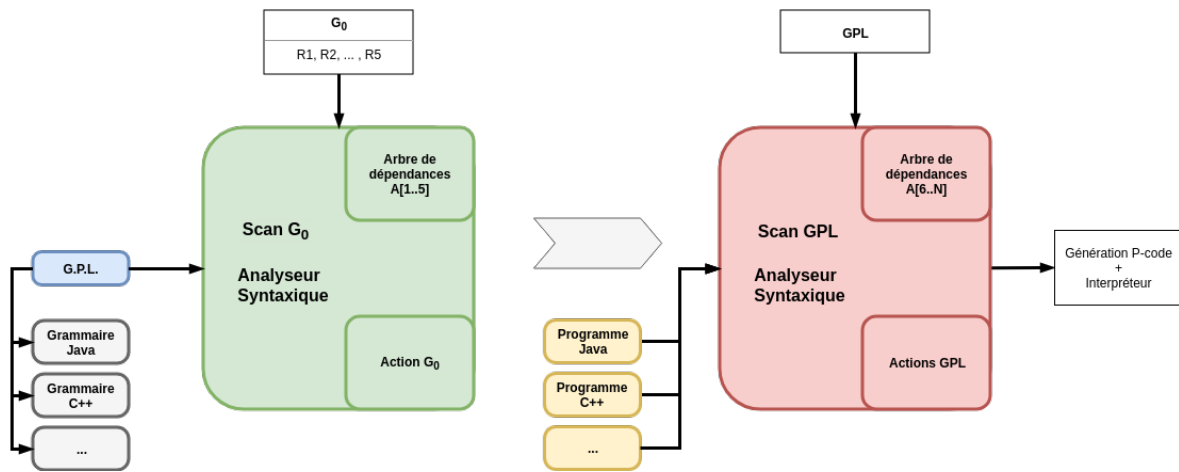 G0
R1, R2, ... , R5
Arbre de
dépendances
A[1..5]
Scan G0
Analyseur
Syntaxique
Action G0
G.P.L.
Grammaire
Java
Grammaire
C++
...
GPL
Arbre de
dépendances
A[6..N]
Scan GPL
Analyseur
Syntaxique
Actions GPL
Programme
Java
Programme
C++
...
Génération P-code
+
Interpréteur